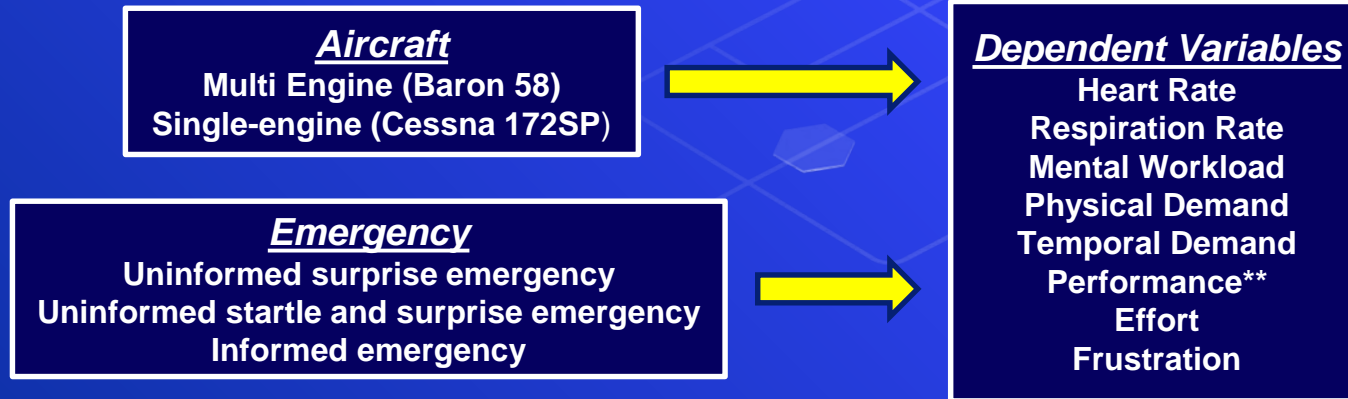 Aircraft
Multi Engine (Baron 58)
Single-engine (Cessna 172SP)
Emergency
Uninformed surprise emergency
Uninformed startle and surprise emergency
Informed emergency
Dependent Variables
Heart Rate
Respiration Rate
Mental Workload
Physical Demand
Temporal Demand
Performance**
Effort
Frustration